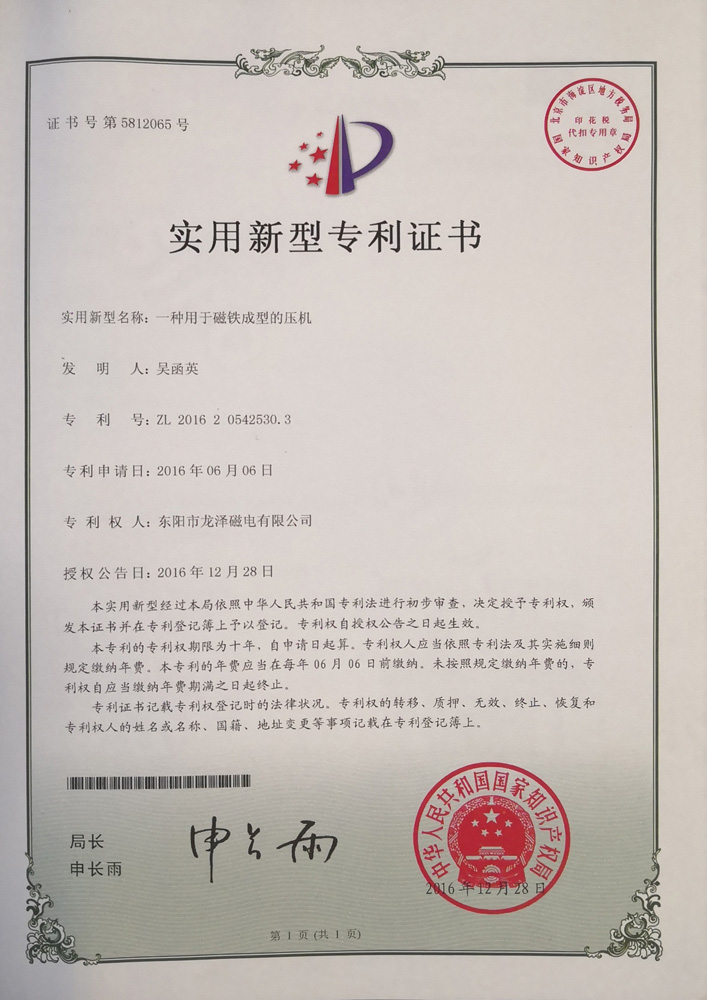 证书号第5812065号
北京市海淀区地方税务局
印花税
代扣专用章
国家知识产权局
实用新型专利证书
实用新型名称：一种用于磁铁成型的压机
发 明 人：吴函英
专 利 号：ZL 2016 2 0542530.3
专利申请日：2016年06月06日
专 利 权 人：东阳市龙泽磁电有限公司
授权公告日：2016年12月28日
本实用新型经过本局依照中华人民共和国专利法进行初步审查，决定授予专利权，颁
发本证书并在专利登记簿上予以登记。专利权自授权公告之日起生效。
本专利的专利权期限为十年，自申请日起算。专利权人应当依照专利法及其实施细则
规定缴纳年费。本专利的年费应当在每年06月06日前缴纳。未按照规定缴纳年费的，专
利权自应当缴纳年费期满之日起终止。
专利证书记载专利权登记时的法律状况。专利权的转移、质押、无效、终止、恢复和
专利权人的姓名或名称、国籍、地址变更等事项记载在专利登记簿上。
局长
申长雨
申长雨
中华人民共和国国家知识产权局
2016年12月28日
第 1 页 (共 1 页)